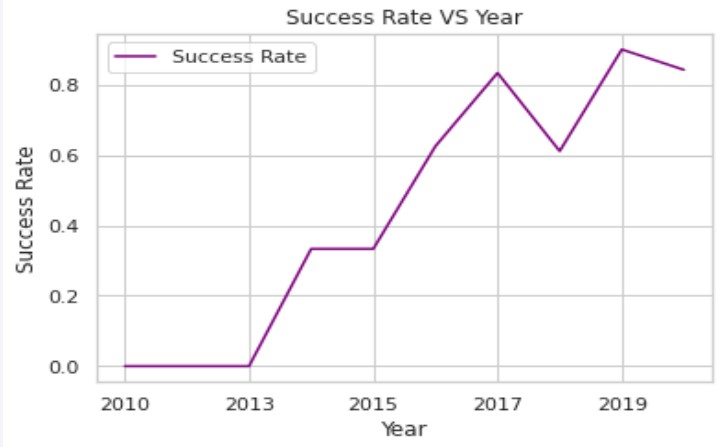 Success Rate VS Year
Success Rate
Success Rate
0.8
0.6
0.4
0.2
0.0
2010 2013 2015 2017 2019
Year